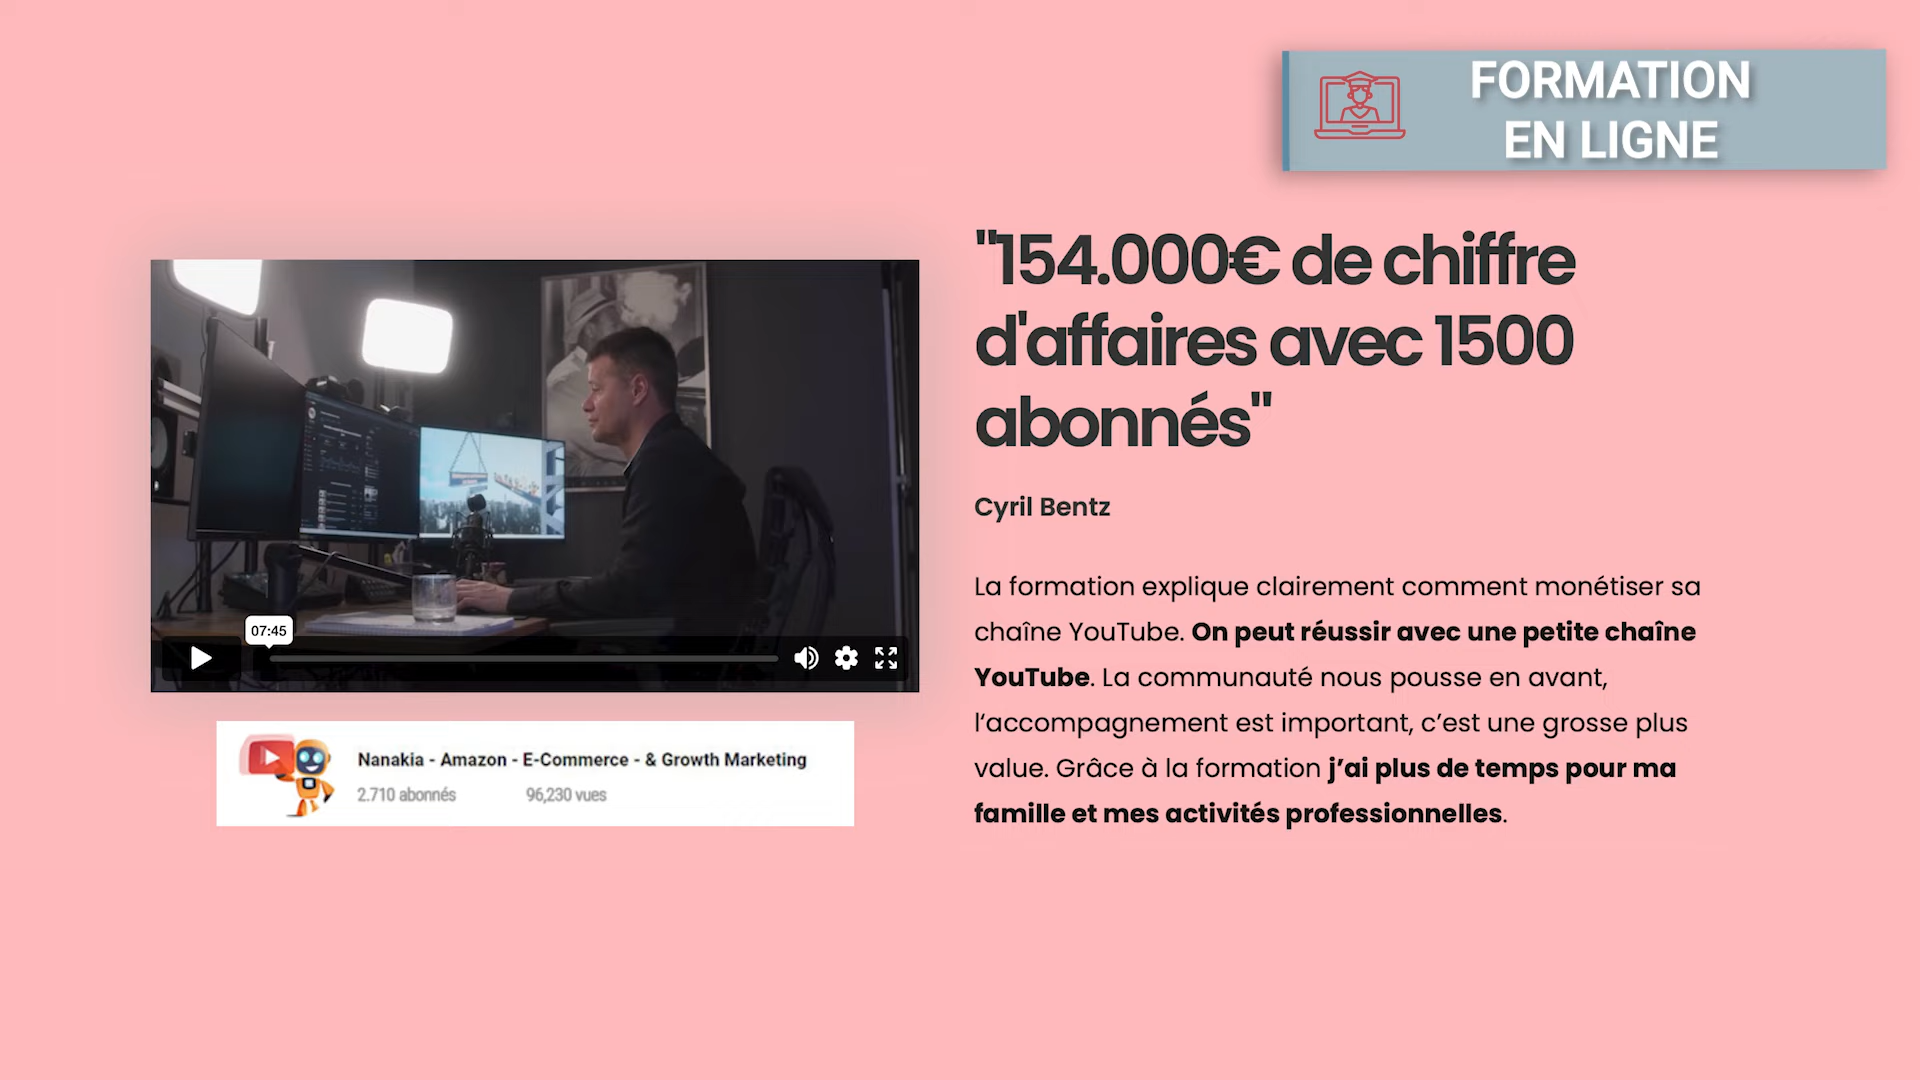 FORMATION
EN LIGNE
"154.000€ de chiffre
d'affaires avec 1500
abonnés"
Cyril Bentz
La formation explique clairement comment monétiser sa
chaîne YouTube. On peut réussir avec une petite chaîne
YouTube. La communauté nous pousse en avant,
l‘accompagnement est important, c’est une grosse plus
value. Grâce à la formation j’ai plus de temps pour ma
famille et mes activités professionnelles.
07:45
Nanakia - Amazon - E-Commerce - & Growth Marketing
2.710 abonnés 96,230 vues